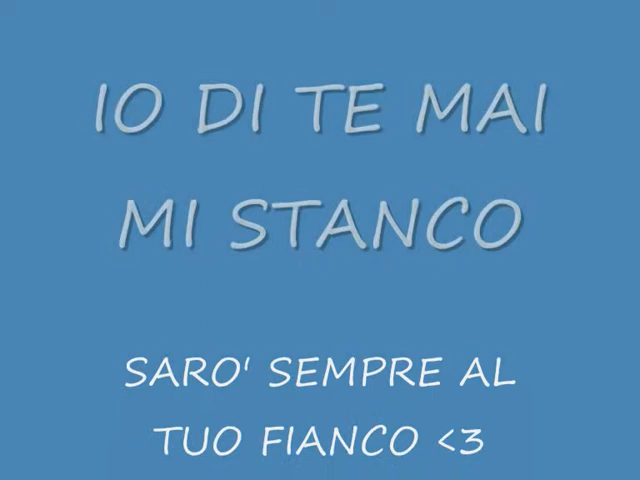 IO DI TE MAI
MI STANCO
SARO' SEMPRE AL
TUO FIANCO <3